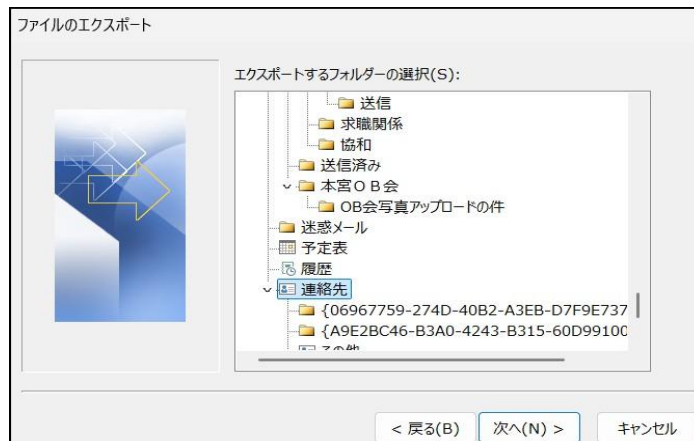 ファイルのエクスポート
エクスポートするフォルダーの選択(S):
送信
求職関係
協和
送信済み
本宮ＯＢ会
OB会写真アップロードの件
迷惑メール
予定表
履歴
連絡先
{06967759-274D-40B2-A3EB-D7F9E737
{A9E2BC46-B3A0-4243-B315-60D99100
その他
< 戻る(B) 次へ(N) > キャンセル